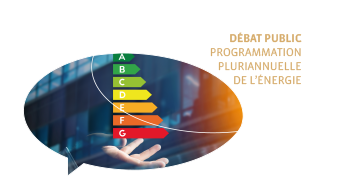 DÉBAT PUBLIC
PROGRAMMATION
PLURIANNUELLE
DE L'ÉNERGIE
A
B
C
D
E
F
G